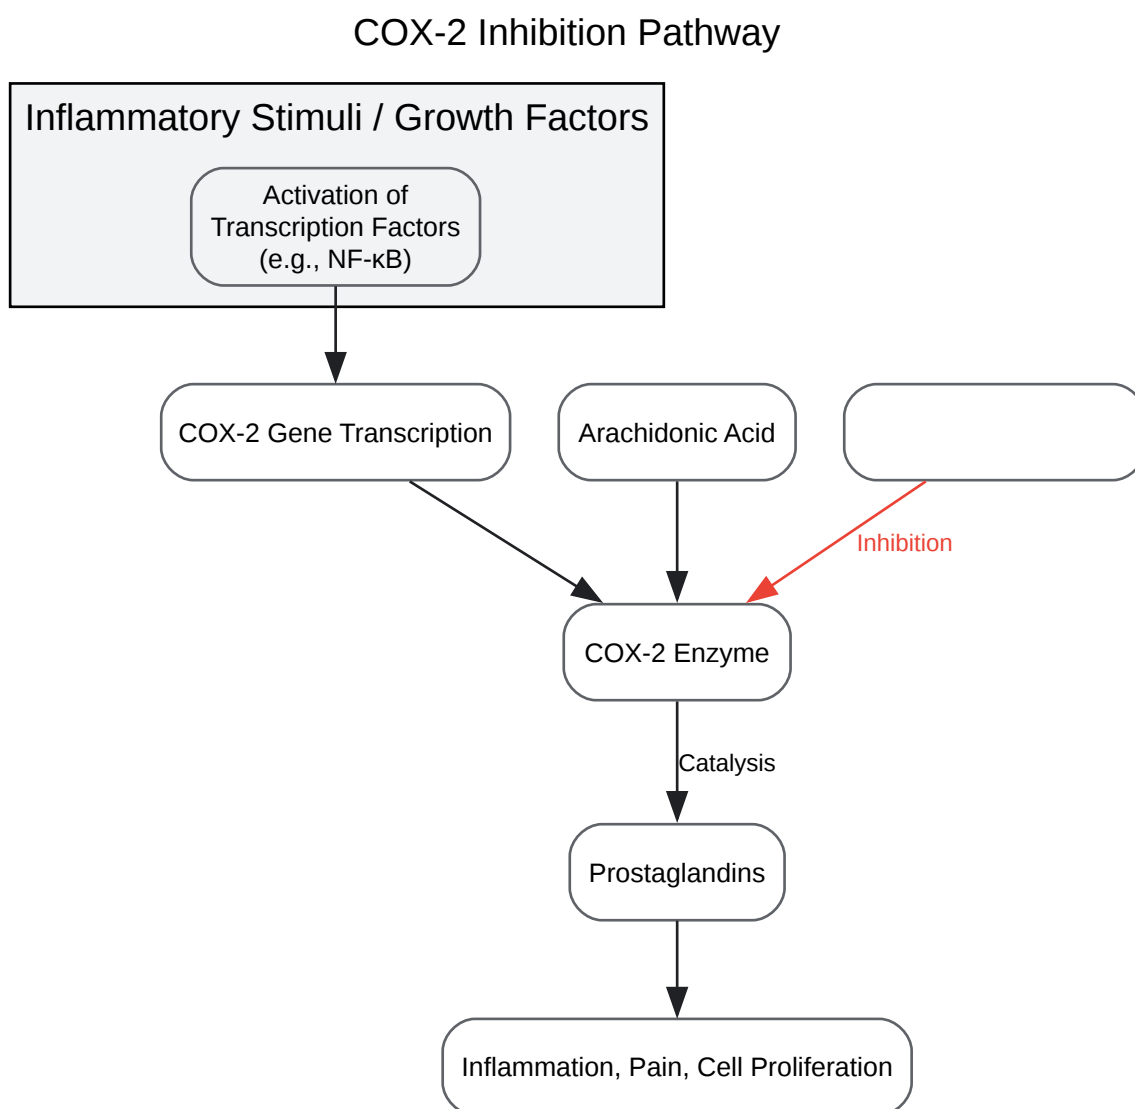 COX-2 Inhibition Pathway
Inflammatory Stimuli / Growth Factors
Activation of
Transcription Factors
(e.g., NF-κB)
COX-2 Gene Transcription
Arachidonic Acid
Inhibition
COX-2 Enzyme
Catalysis
Prostaglandins
Inflammation, Pain, Cell Proliferation